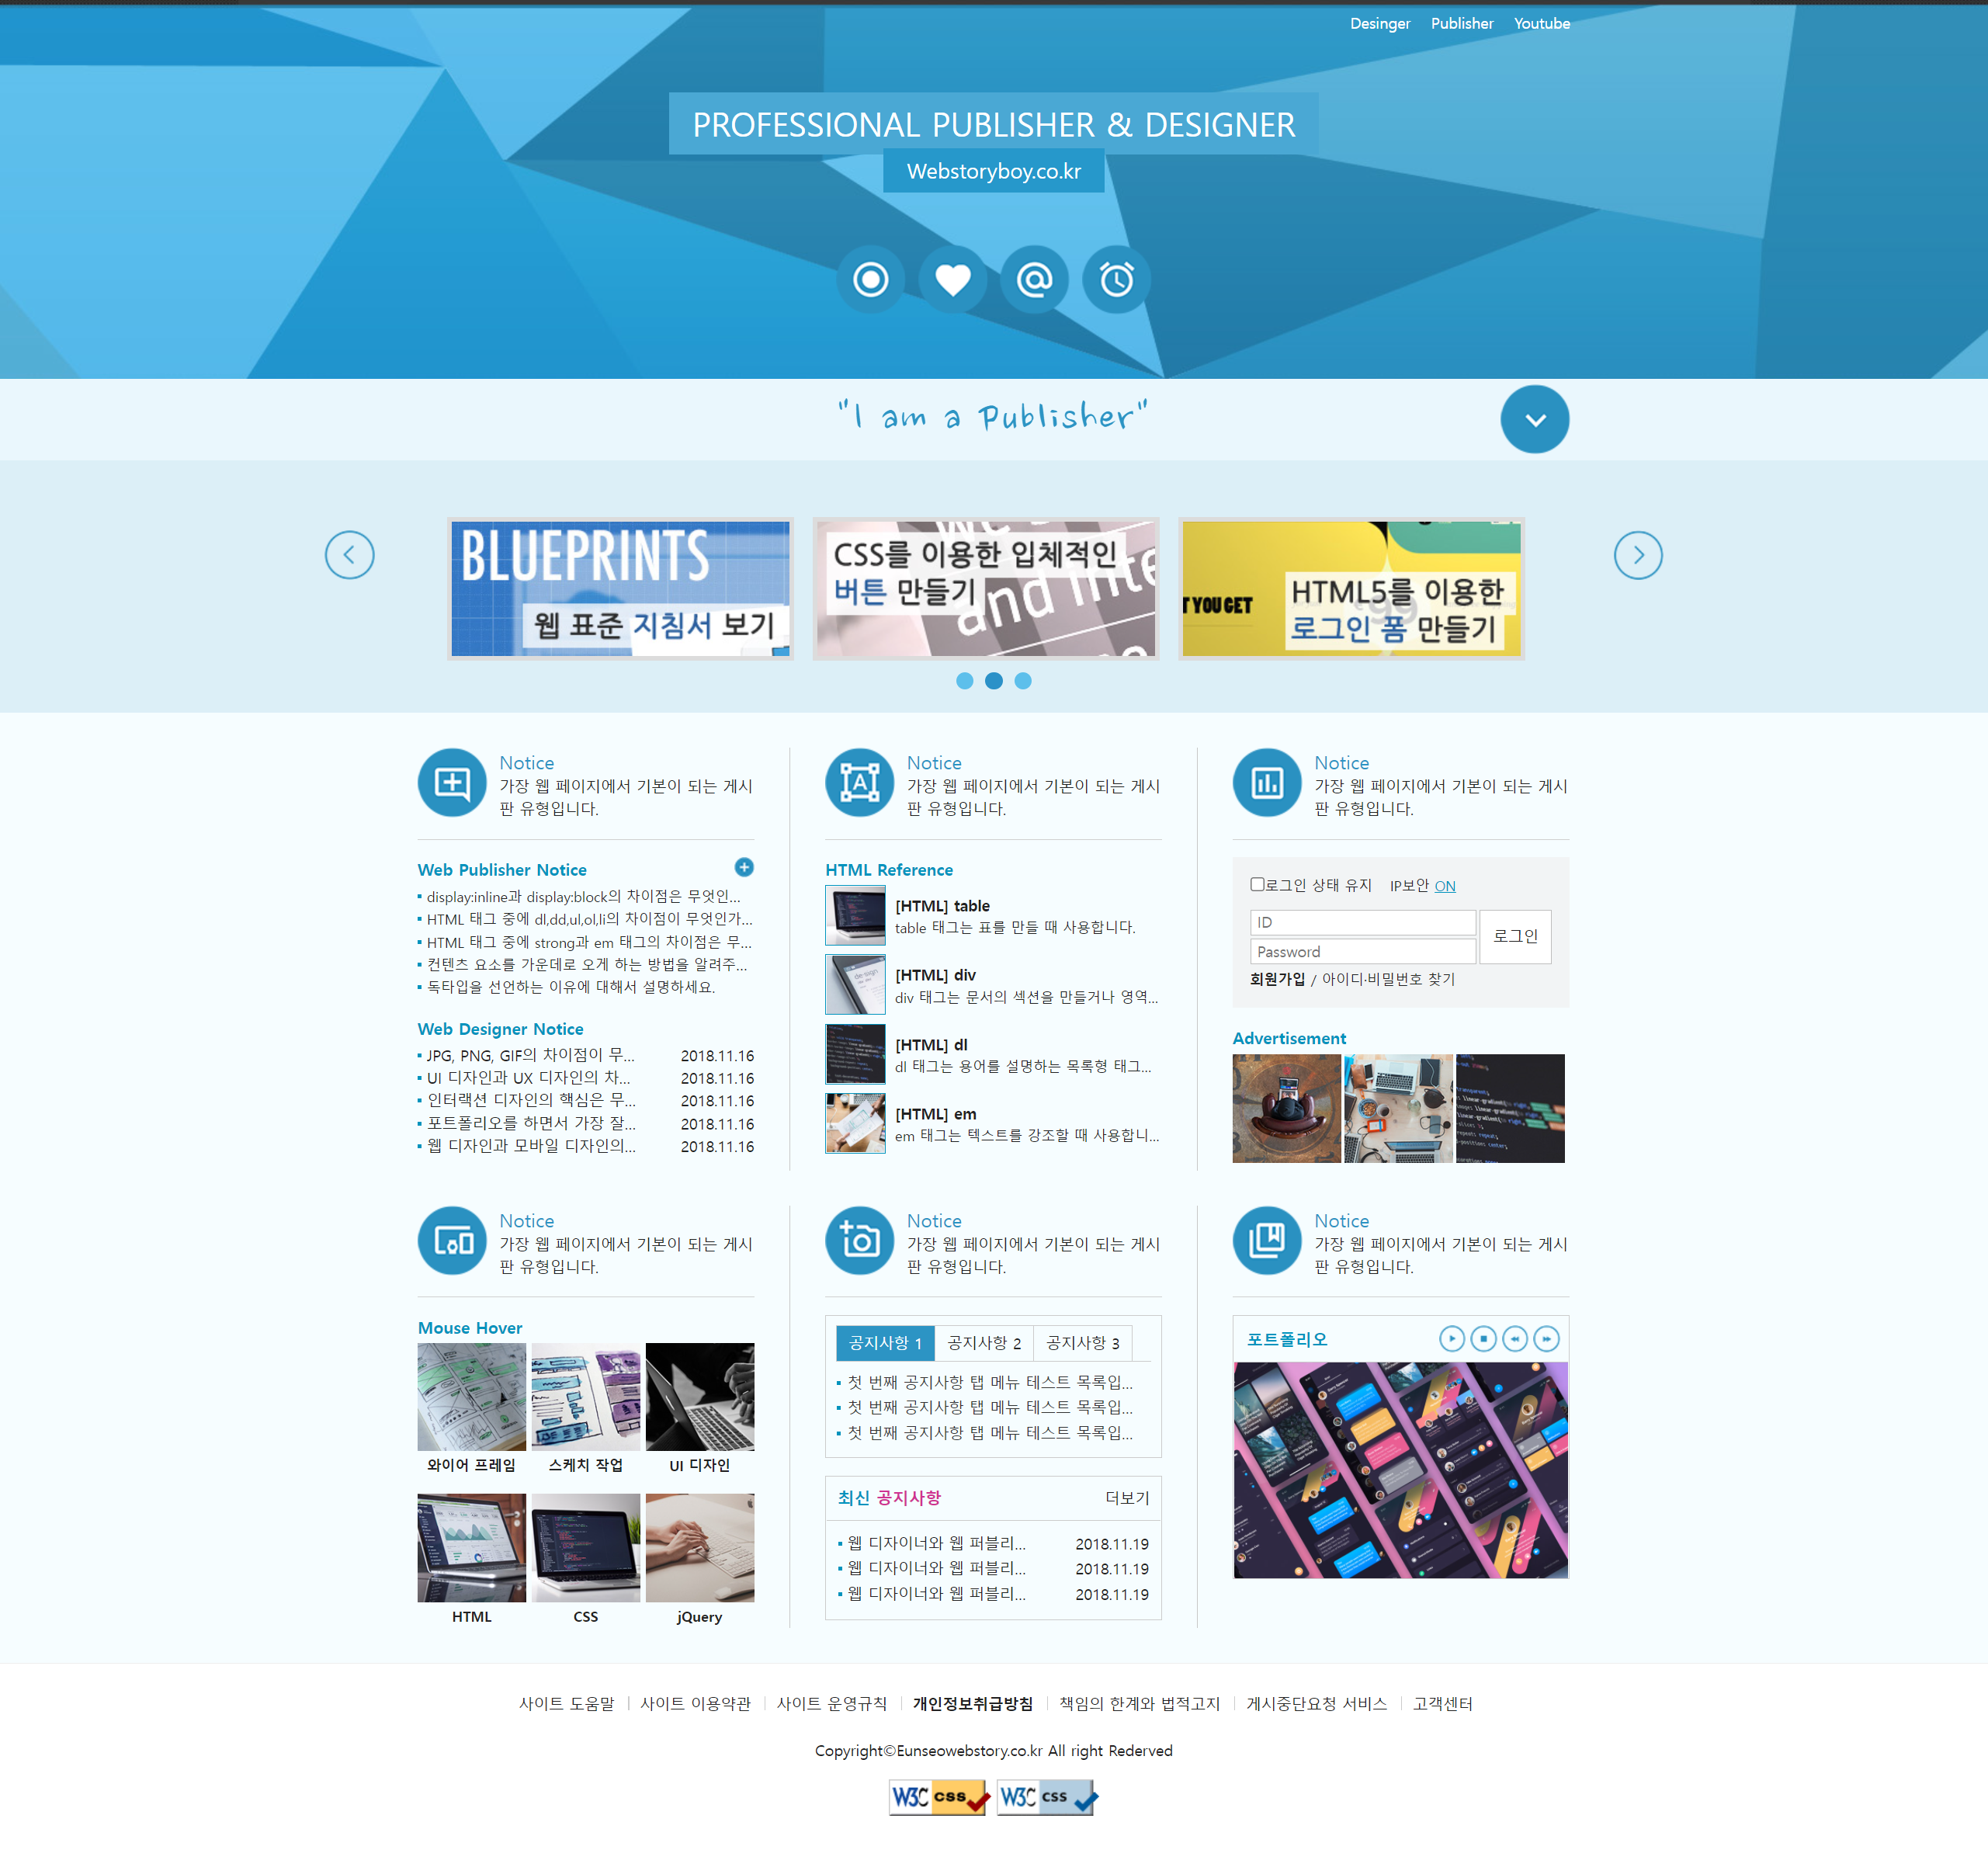 Desinger Publisher Youtube
PROFESSIONAL PUBLISHER & DESIGNER
Webstoryboy.co.kr
"I am a Publisher"
BLUEPRINTS
웹 표준 지침서 보기
CSS를 이용한 입체적인
버튼 만들기
and inte
T YOU GET
HTML5를 이용한
로그인 폼 만들기
Notice
가장 웹 페이지에서 기본이 되는 게시
판 유형입니다.
Web Publisher Notice
display:inline과 display:block의 차이점은 무엇인...
HTML 태그 중에 dl,dd,ul,ol,li의 차이점이 무엇인가...
HTML 태그 중에 strong과 em 태그의 차이점은 무...
컨텐츠 요소를 가운데로 오게 하는 방법을 알려주...
독타입을 선언하는 이유에 대해서 설명하세요.
Web Designer Notice
JPG, PNG, GIF의 차이점이 무... 2018.11.16
UI 디자인과 UX 디자인의 차... 2018.11.16
인터랙션 디자인의 핵심은 무... 2018.11.16
포트폴리오를 하면서 가장 잘... 2018.11.16
웹 디자인과 모바일 디자인의... 2018.11.16
Notice
가장 웹 페이지에서 기본이 되는 게시
판 유형입니다.
HTML Reference
[HTML] table
table 태그는 표를 만들 때 사용합니다.
[HTML] div
div 태그는 문서의 섹션을 만들거나 영역...
[HTML] dl
dl 태그는 용어를 설명하는 목록형 태그...
[HTML] em
em 태그는 텍스트를 강조할 때 사용합니...
Notice
가장 웹 페이지에서 기본이 되는 게시
판 유형입니다.
로그인 상태 유지 IP보안 ON
ID
Password
로그인
회원가입 / 아이디·비밀번호 찾기
Advertisement
Notice
가장 웹 페이지에서 기본이 되는 게시
판 유형입니다.
Mouse Hover
와이어 프레임 스케치 작업 UI 디자인
HTML CSS jQuery
Notice
가장 웹 페이지에서 기본이 되는 게시
판 유형입니다.
공지사항 1 공지사항 2 공지사항 3
첫 번째 공지사항 탭 메뉴 테스트 목록입...
첫 번째 공지사항 탭 메뉴 테스트 목록입...
첫 번째 공지사항 탭 메뉴 테스트 목록입...
최신 공지사항 더보기
웹 디자이너와 웹 퍼블리... 2018.11.19
웹 디자이너와 웹 퍼블리... 2018.11.19
웹 디자이너와 웹 퍼블리... 2018.11.19
Notice
가장 웹 페이지에서 기본이 되는 게시
판 유형입니다.
포트폴리오
사이트 도움말 사이트 이용약관 사이트 운영규칙 개인정보취급방침 책임의 한계와 법적고지 게시중단요청 서비스 고객센터
Copyright©Eunseowebstory.co.kr All right Rederved
W3C css W3C css